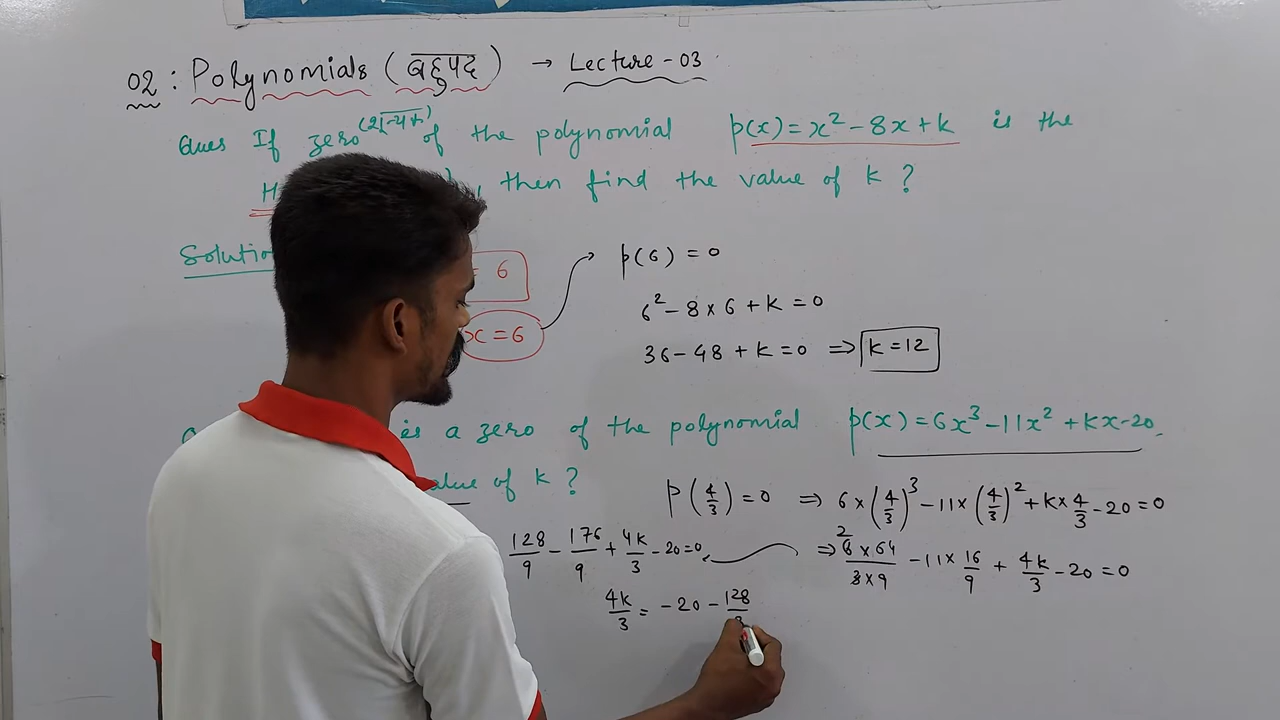 02 : Polynomials (बहुपद) → Lecture - 03
(शून्यक)
Ques If zero of the polynomial p(x) = x² - 8x + k is the
then find the value of k ?
Solutio
= 6
x = 6
p(6) = 0
6² - 8 × 6 + k = 0
36 - 48 + k = 0 ⇒ k = 12
is a zero of the polynomial p(x) = 6x³ - 11x² + kx - 20
value of k ?
p(4/3) = 0 ⇒ 6 × (4/3)³ - 11 × (4/3)² + k × 4/3 - 20 = 0
⇒ 2 6 × 64 / 3 × 9 - 11 × 16/9 + 4k/3 - 20 = 0
128/9 - 176/9 + 4k/3 - 20 = 0
4k/3 = - 20 - 128